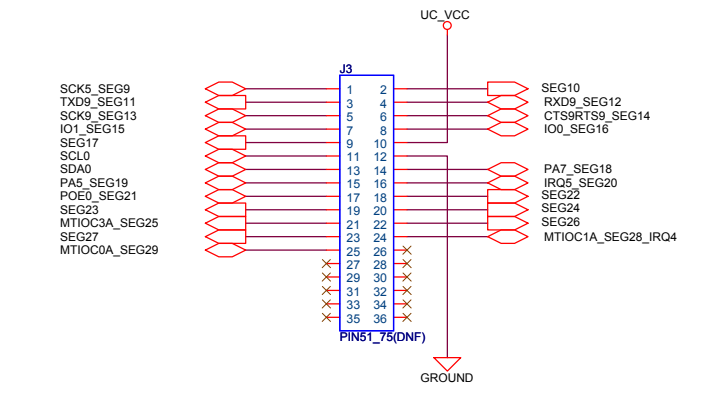 UC_VCC
J3
SCK5_SEG9 1 2 SEG10
TXD9_SEG11 3 4 RXD9_SEG12
SCK9_SEG13 5 6 CTS9RTS9_SEG14
IO1_SEG15 7 8 IO0_SEG16
SEG17 9 10
SCL0 11 12
SDA0 13 14 PA7_SEG18
PA5_SEG19 15 16 IRQ5_SEG20
POE0_SEG21 17 18 SEG22
SEG23 19 20 SEG24
MTIOC3A_SEG25 21 22 SEG26
SEG27 23 24 MTIOC1A_SEG28_IRQ4
MTIOC0A_SEG29 25 26
27 28
29 30
31 32
33 34
35 36
PIN51_75(DNF)
GROUND